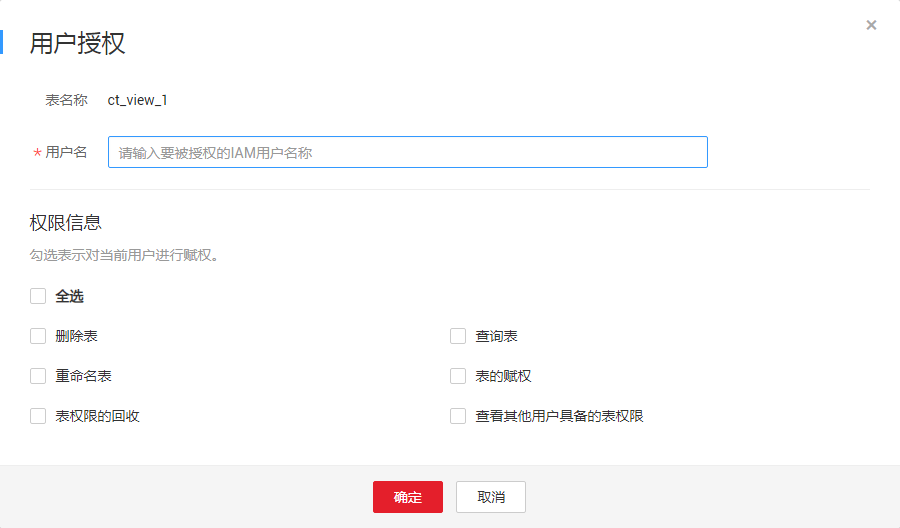 用户授权
×
表名称 ct_view_1
* 用户名 请输入要被授权的IAM用户名称
权限信息
勾选表示对当前用户进行赋权。
全选
删除表 查询表
重命名表 表的赋权
表权限的回收 查看其他用户具备的表权限
确定 取消